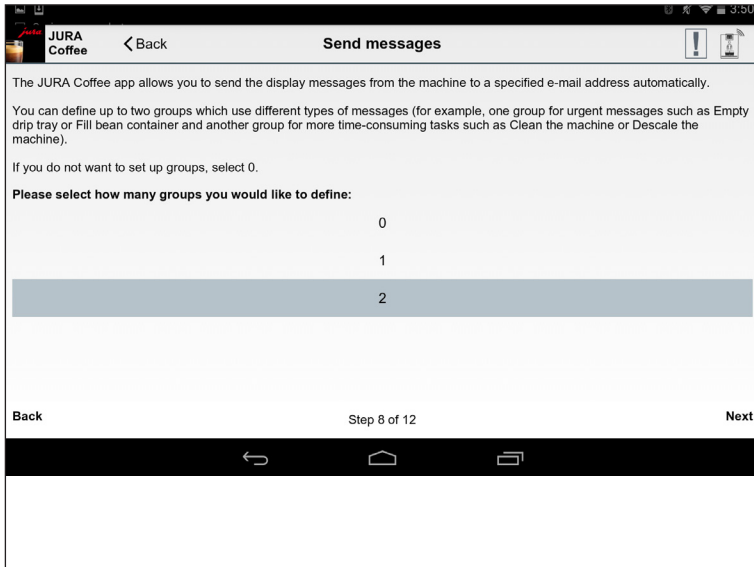 3:50
jura
JURA
Coffee
Back
Send messages
The JURA Coffee app allows you to send the display messages from the machine to a specified e-mail address automatically.
You can define up to two groups which use different types of messages (for example, one group for urgent messages such as Empty
drip tray or Fill bean container and another group for more time-consuming tasks such as Clean the machine or Descale the
machine).
If you do not want to set up groups, select 0.
Please select how many groups you would like to define:
0
1
2
Back
Step 8 of 12
Next